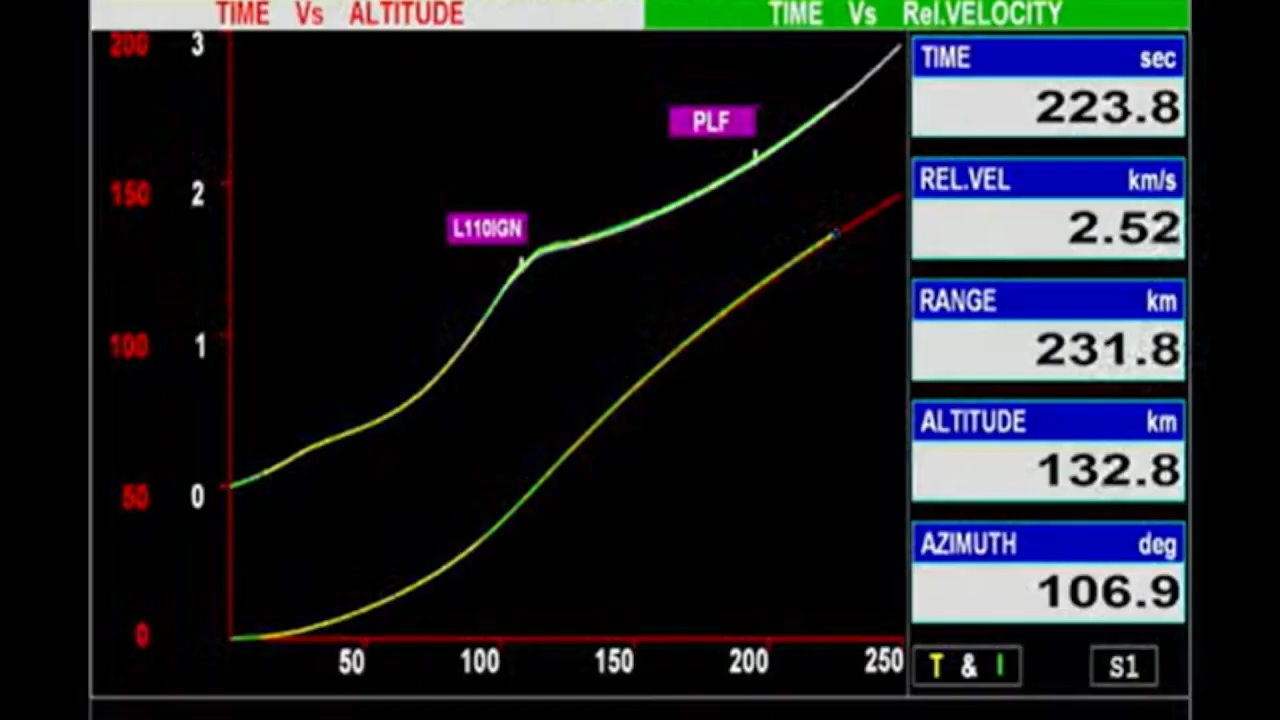 TIME Vs ALTITUDE
TIME Vs Rel.VELOCITY
200 3
150 2
100 1
50 0
0
50 100 150 200 250
PLF
L110IGN
TIME sec
223.8
REL.VEL km/s
2.52
RANGE km
231.8
ALTITUDE km
132.8
AZIMUTH deg
106.9
T & I
S1